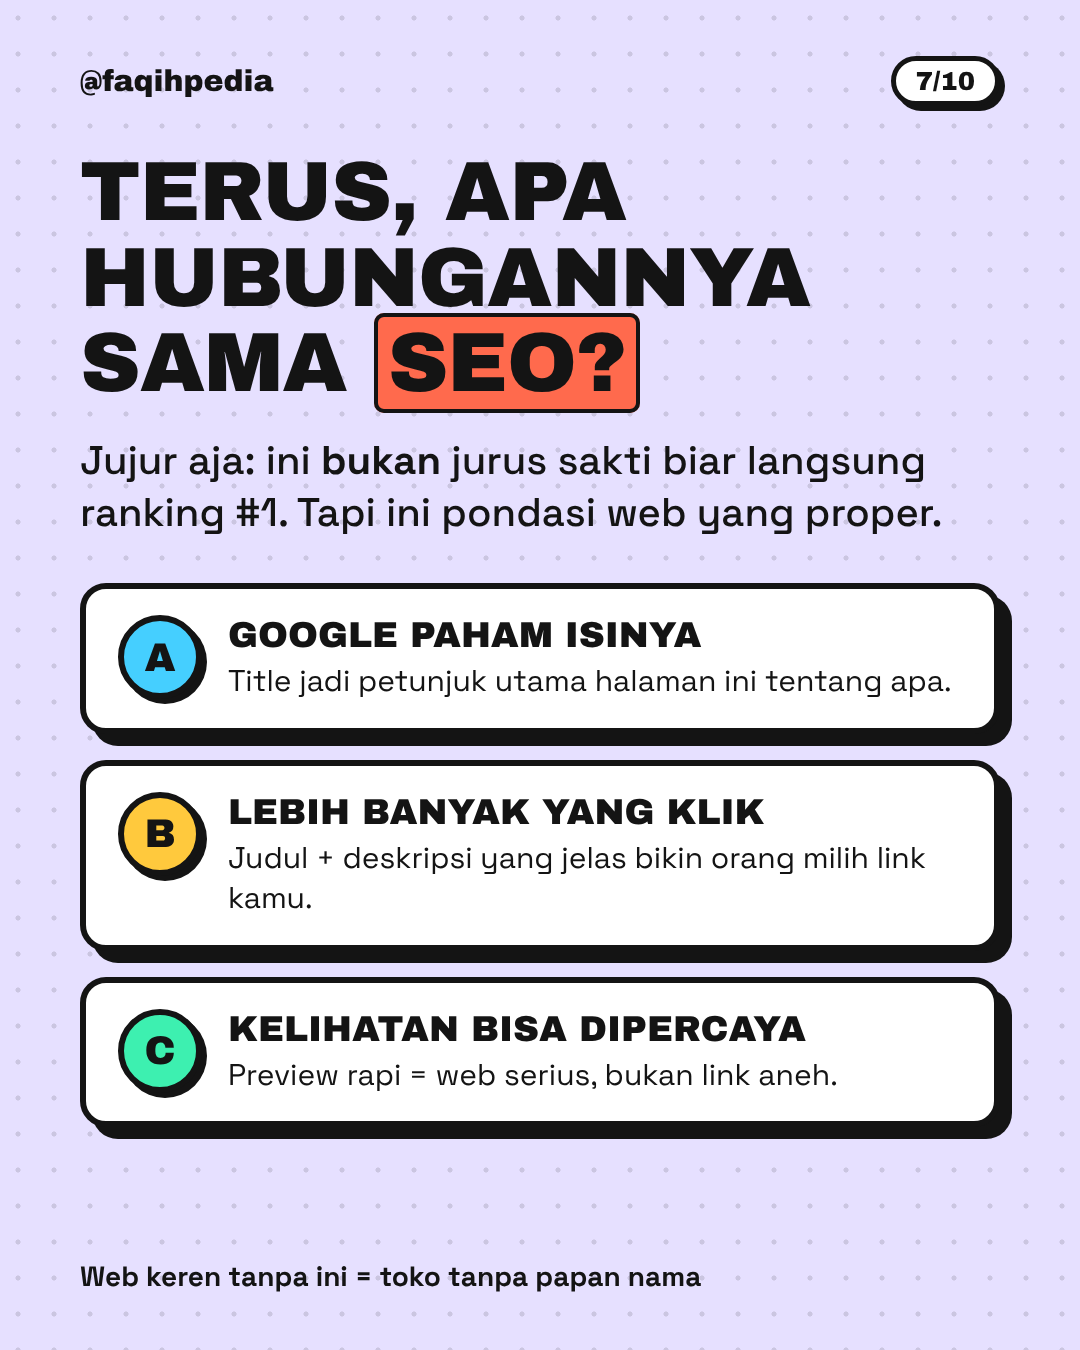 @faqihpedia
7/10
TERUS, APA
HUBUNGANNYA
SAMA SEO?
Jujur aja: ini bukan jurus sakti biar langsung
ranking #1. Tapi ini pondasi web yang proper.
A
GOOGLE PAHAM ISINYA
Title jadi petunjuk utama halaman ini tentang apa.
B
LEBIH BANYAK YANG KLIK
Judul + deskripsi yang jelas bikin orang milih link
kamu.
C
KELIHATAN BISA DIPERCAYA
Preview rapi = web serius, bukan link aneh.
Web keren tanpa ini = toko tanpa papan nama